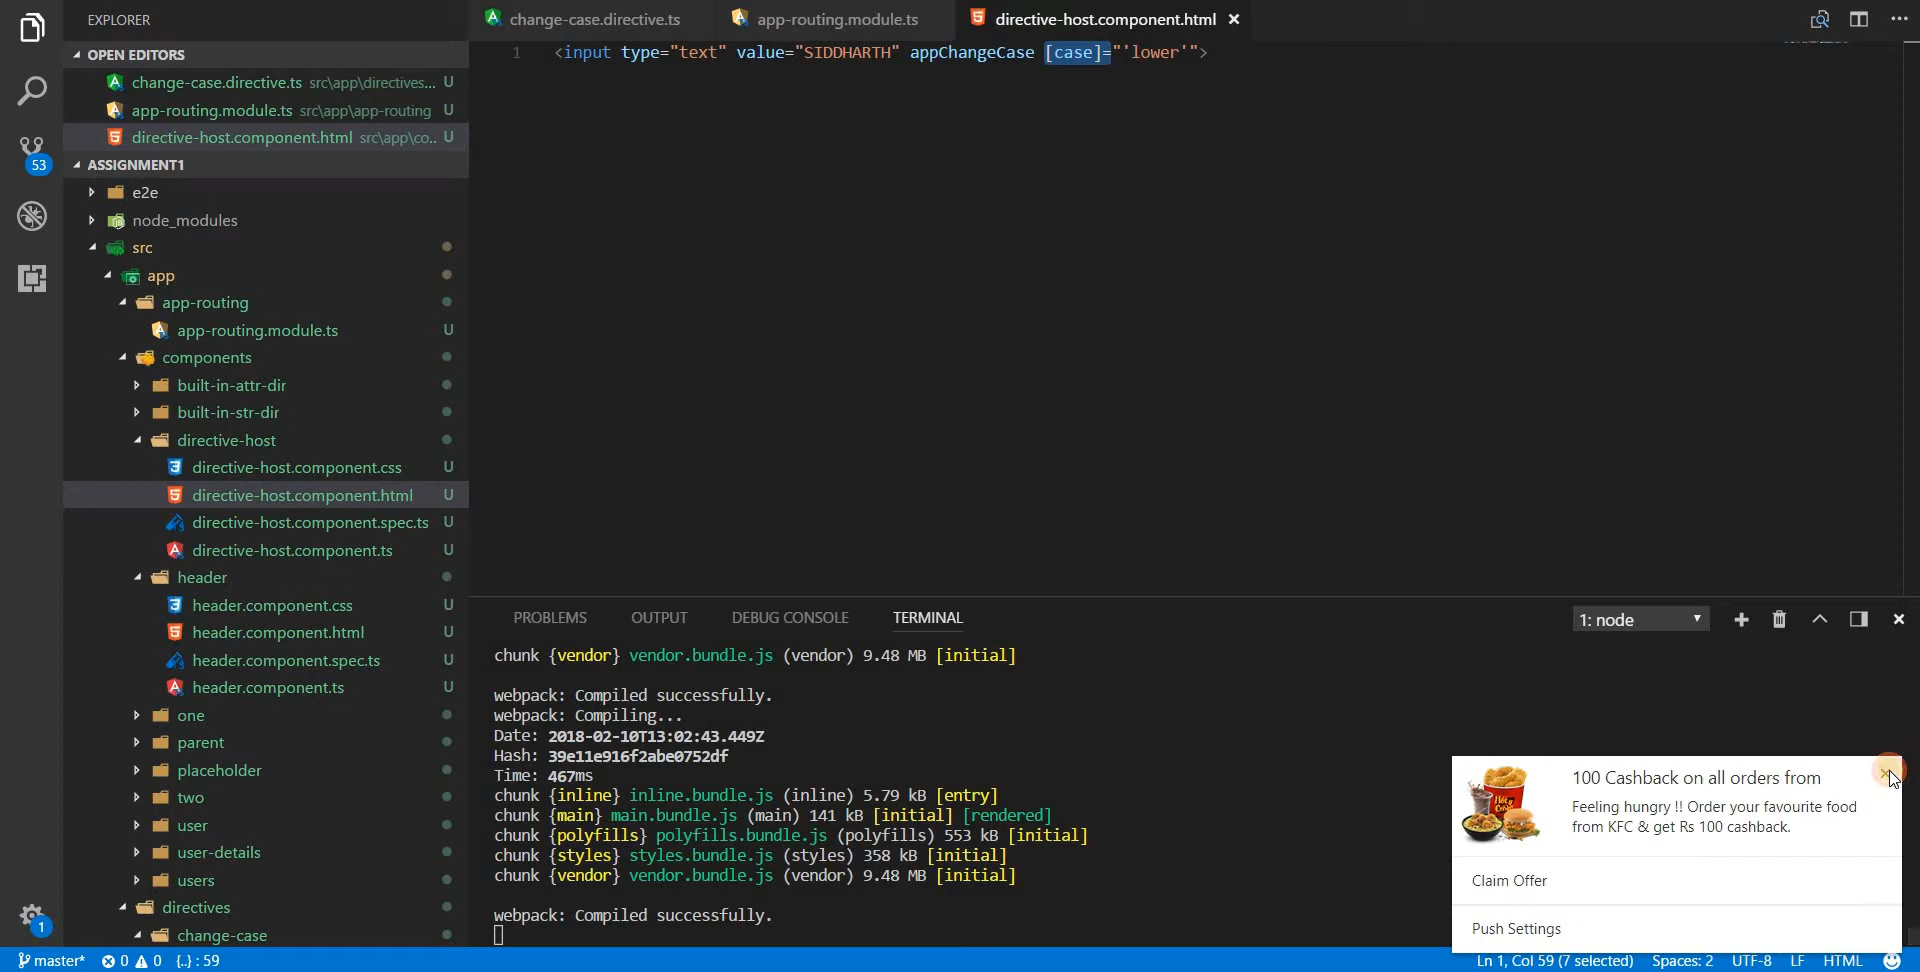 EXPLORER
OPEN EDITORS
change-case.directive.ts src\app\directives... U
app-routing.module.ts src\app\app-routing U
directive-host.component.html src\app\co... U
53
ASSIGNMENT1
e2e
node_modules
src
app
app-routing
app-routing.module.ts U
components
built-in-attr-dir
built-in-str-dir
directive-host
directive-host.component.css U
directive-host.component.html U
directive-host.component.spec.ts U
directive-host.component.ts U
header
header.component.css U
header.component.html U
header.component.spec.ts U
header.component.ts U
one
parent
placeholder
two
user
user-details
users
directives
change-case
1
change-case.directive.ts app-routing.module.ts directive-host.component.html
1 <input type="text" value="SIDDHARTH" appChangeCase [case]="'lower'">
PROBLEMS OUTPUT DEBUG CONSOLE TERMINAL 1: node
chunk {vendor} vendor.bundle.js (vendor) 9.48 MB [initial]
webpack: Compiled successfully.
webpack: Compiling...
Date: 2018-02-10T13:02:43.449Z
Hash: 39e11e916f2abe0752df
Time: 467ms
chunk {inline} inline.bundle.js (inline) 5.79 kB [entry]
chunk {main} main.bundle.js (main) 141 kB [initial] [rendered]
chunk {polyfills} polyfills.bundle.js (polyfills) 553 kB [initial]
chunk {styles} styles.bundle.js (styles) 358 kB [initial]
chunk {vendor} vendor.bundle.js (vendor) 9.48 MB [initial]
webpack: Compiled successfully.
100 Cashback on all orders from
Feeling hungry !! Order your favourite food
from KFC & get Rs 100 cashback.
Claim Offer
Push Settings
master* 0 0 {..} : 59 Ln 1, Col 59 (7 selected) Spaces: 2 UTF-8 LF HTML